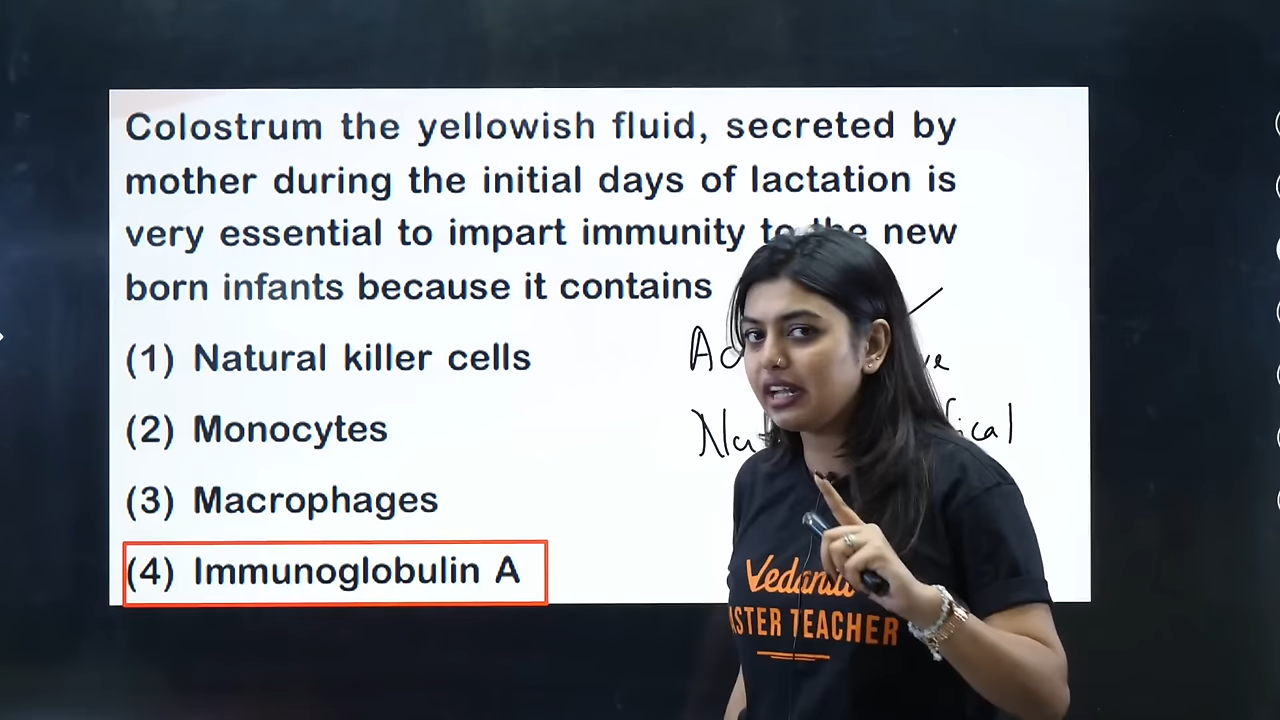 Colostrum the yellowish fluid, secreted by
mother during the initial days of lactation is
very essential to impart immunity to the new
born infants because it contains
(1) Natural killer cells
(2) Monocytes
(3) Macrophages
(4) Immunoglobulin A
TEACHER